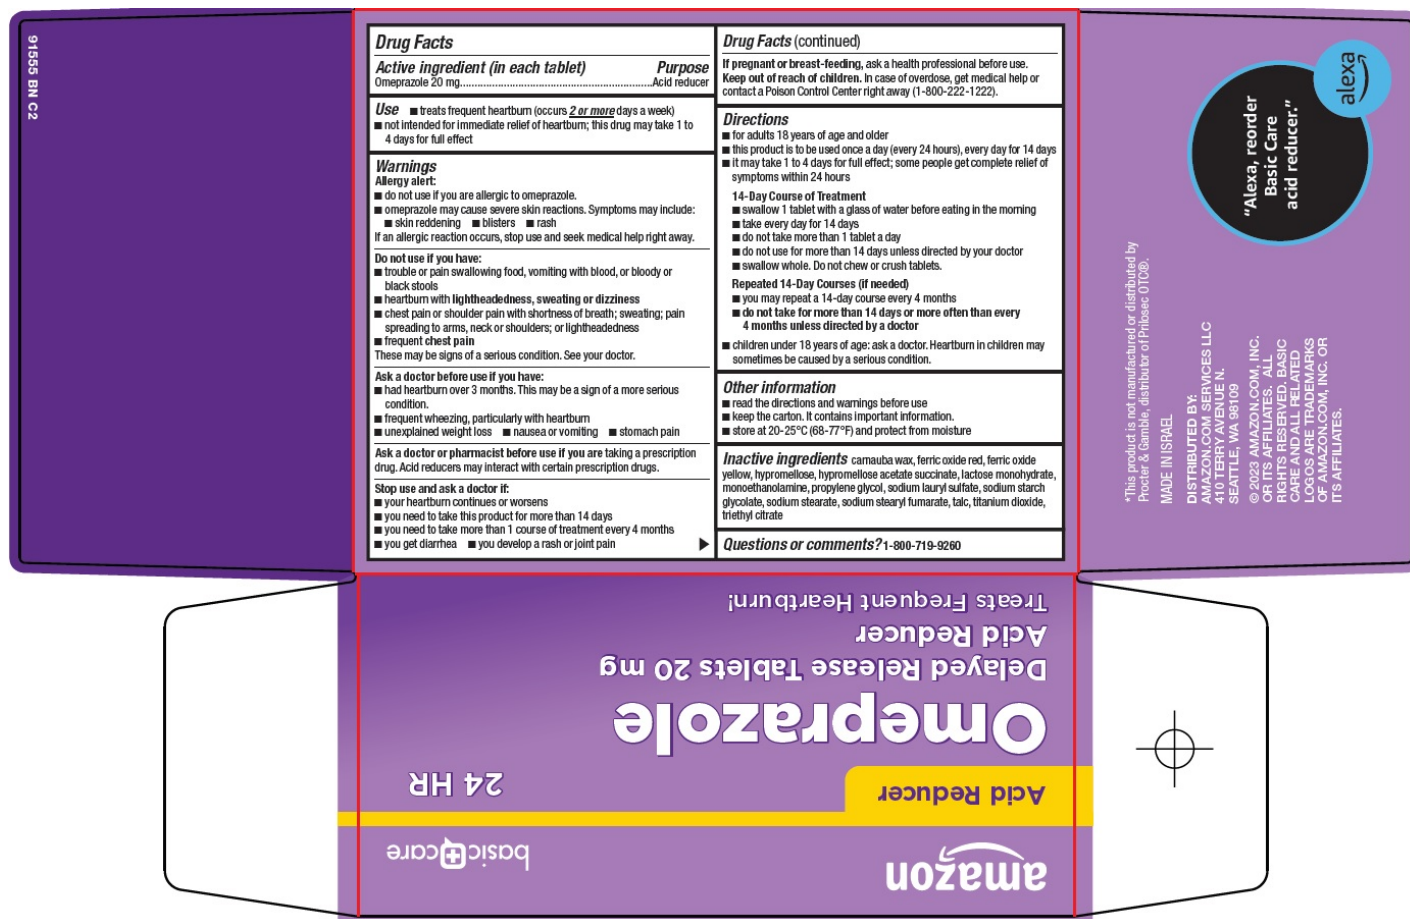 91555 BN C2
Drug Facts
Active ingredient (in each tablet) Purpose
Omeprazole 20 mg.................................................................Acid reducer
Use ■ treats frequent heartburn (occurs 2 or more days a week)
■ not intended for immediate relief of heartburn; this drug may take 1 to
4 days for full effect
Warnings
Allergy alert:
■ do not use if you are allergic to omeprazole.
■ omeprazole may cause severe skin reactions. Symptoms may include:
■ skin reddening ■ blisters ■ rash
If an allergic reaction occurs, stop use and seek medical help right away.
Do not use if you have:
■ trouble or pain swallowing food, vomiting with blood, or bloody or
black stools
■ heartburn with lightheadedness, sweating or dizziness
■ chest pain or shoulder pain with shortness of breath; sweating; pain
spreading to arms, neck or shoulders; or lightheadedness
■ frequent chest pain
These may be signs of a serious condition. See your doctor.
Ask a doctor before use if you have:
■ had heartburn over 3 months. This may be a sign of a more serious
condition.
■ frequent wheezing, particularly with heartburn
■ unexplained weight loss ■ nausea or vomiting ■ stomach pain
Ask a doctor or pharmacist before use if you are taking a prescription
drug. Acid reducers may interact with certain prescription drugs.
Stop use and ask a doctor if:
■ your heartburn continues or worsens
■ you need to take this product for more than 14 days
■ you need to take more than 1 course of treatment every 4 months
■ you get diarrhea ■ you develop a rash or joint pain
Drug Facts (continued)
If pregnant or breast-feeding, ask a health professional before use.
Keep out of reach of children. In case of overdose, get medical help or
contact a Poison Control Center right away (1-800-222-1222).
Directions
■ for adults 18 years of age and older
■ this product is to be used once a day (every 24 hours), every day for 14 days
■ it may take 1 to 4 days for full effect; some people get complete relief of
symptoms within 24 hours
14-Day Course of Treatment
■ swallow 1 tablet with a glass of water before eating in the morning
■ take every day for 14 days
■ do not take more than 1 tablet a day
■ do not use for more than 14 days unless directed by your doctor
■ swallow whole. Do not chew or crush tablets.
Repeated 14-Day Courses (if needed)
■ you may repeat a 14-day course every 4 months
■ do not take for more than 14 days or more often than every
4 months unless directed by a doctor
■ children under 18 years of age: ask a doctor. Heartburn in children may
sometimes be caused by a serious condition.
Other information
■ read the directions and warnings before use
■ keep the carton. It contains important information.
■ store at 20-25°C (68-77°F) and protect from moisture
Inactive ingredients carnauba wax, ferric oxide red, ferric oxide
yellow, hypromellose, hypromellose acetate succinate, lactose monohydrate,
monoethanolamine, propylene glycol, sodium lauryl sulfate, sodium starch
glycolate, sodium stearate, sodium stearyl fumarate, talc, titanium dioxide,
triethyl citrate
Questions or comments? 1-800-719-9260
"Alexa, reorder
Basic Care
acid reducer."
alexa
*This product is not manufactured or distributed by
Procter & Gamble, distributor of Prilosec OTC®.
MADE IN ISRAEL
DISTRIBUTED BY:
AMAZON.COM SERVICES LLC
410 TERRY AVENUE N.
SEATTLE, WA 98109
© 2023 AMAZON.COM, INC.
OR ITS AFFILIATES. ALL
RIGHTS RESERVED. BASIC
CARE AND ALL RELATED
LOGOS ARE TRADEMARKS
OF AMAZON.COM, INC. OR
ITS AFFILIATES.
amazon
basic care
Acid Reducer
24 HR
Omeprazole
Delayed Release Tablets 20 mg
Acid Reducer
Treats Frequent Heartburn!